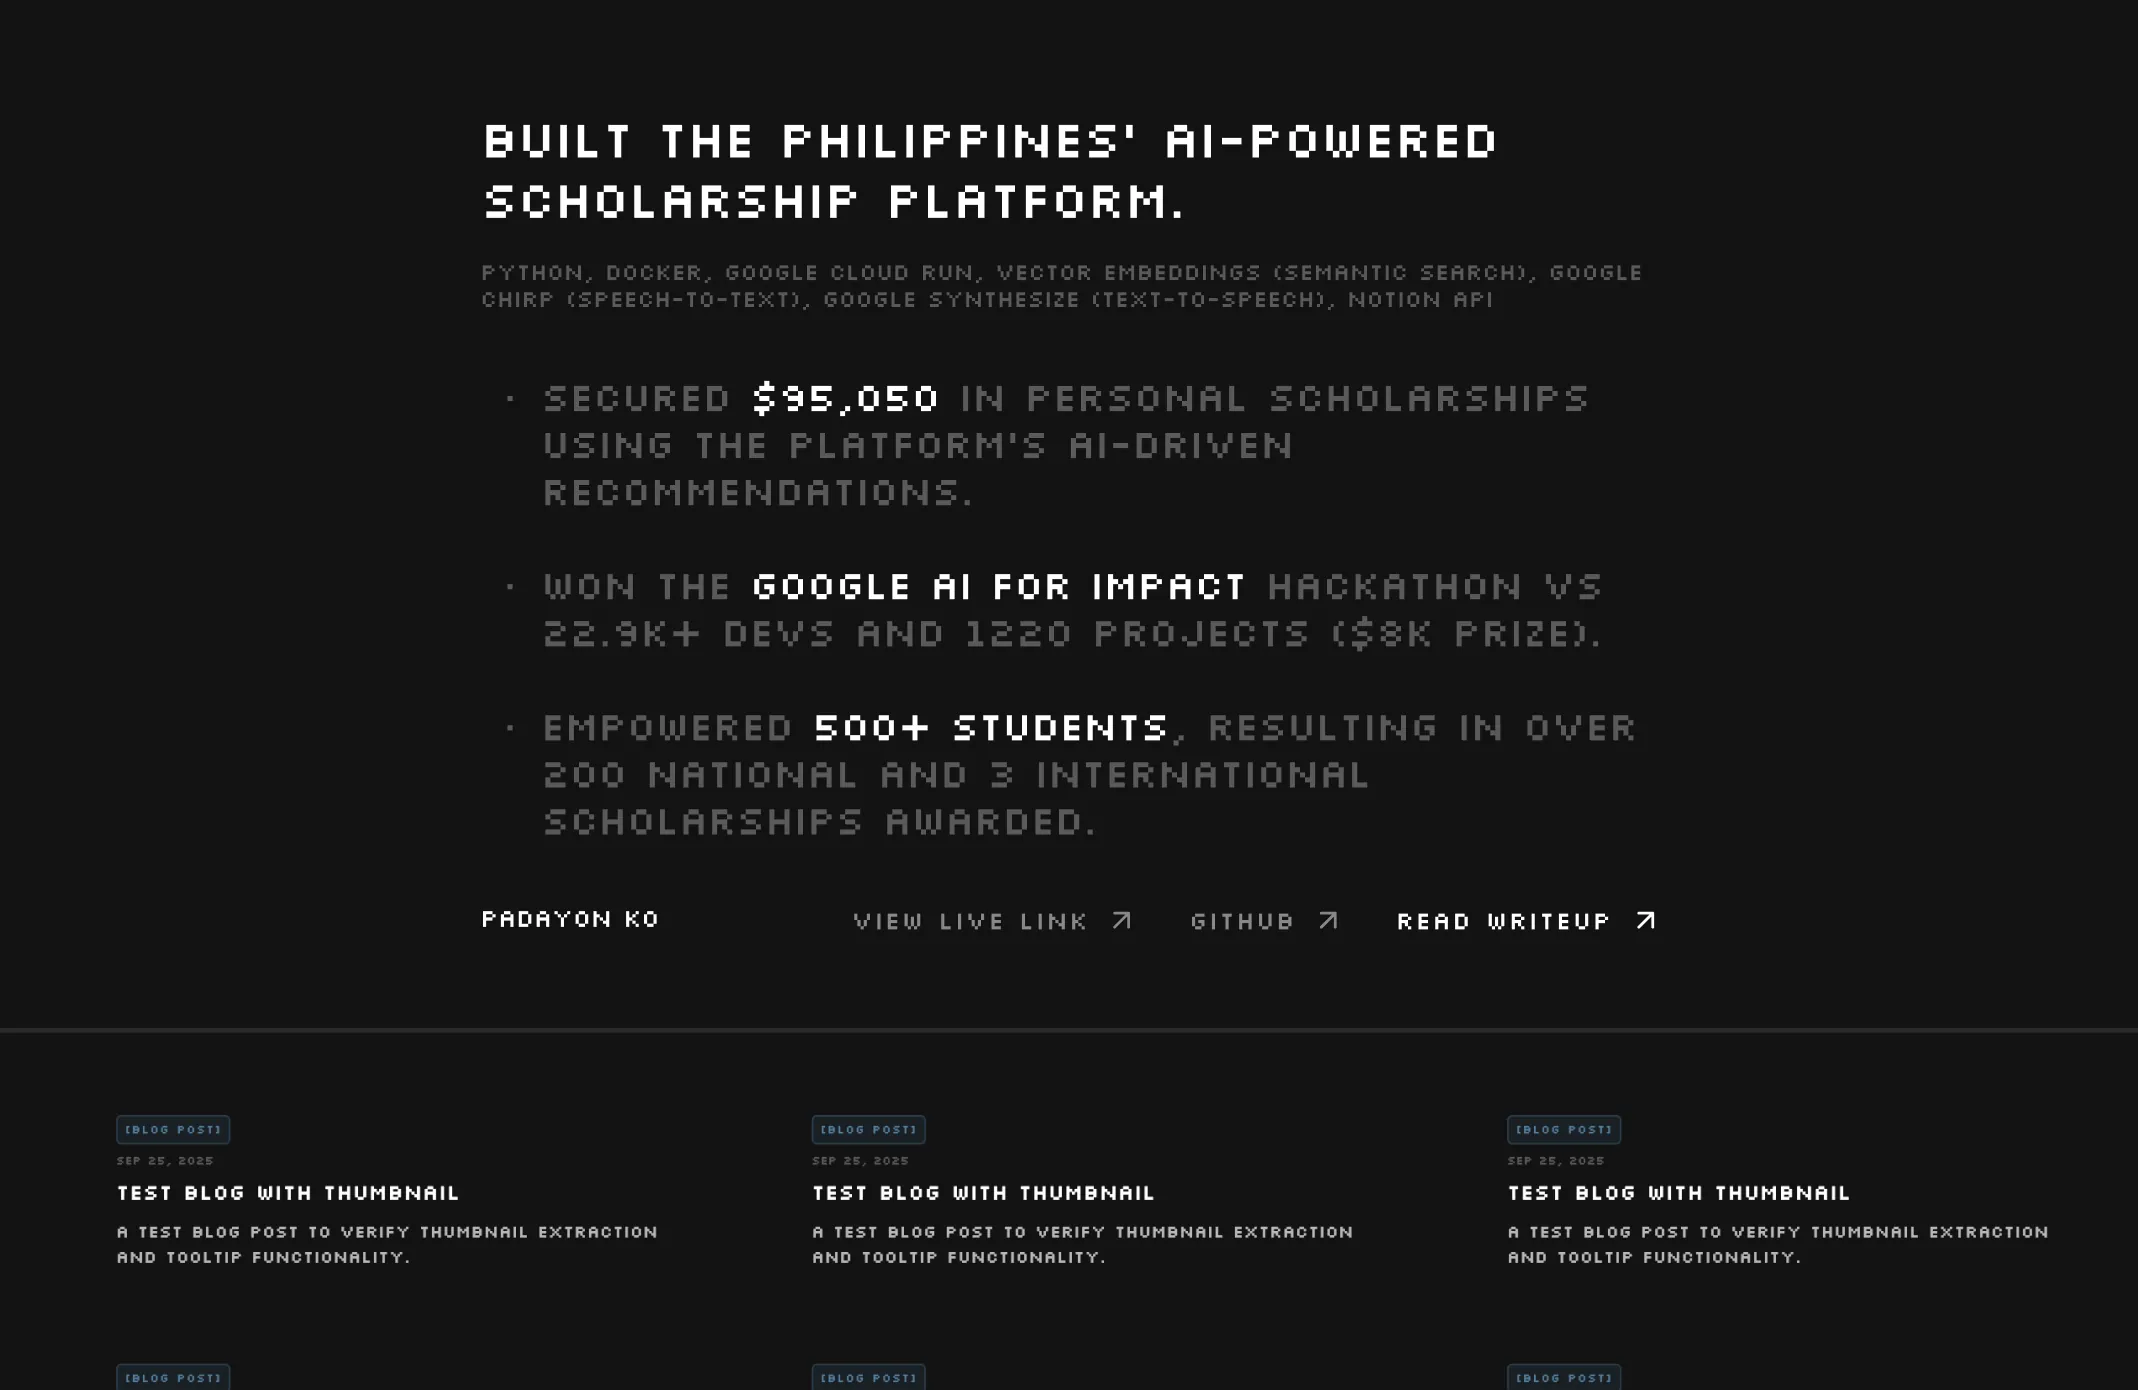 BUILT THE PHILIPPINES' AI-POWERED
SCHOLARSHIP PLATFORM.
PYTHON, DOCKER, GOOGLE CLOUD RUN, VECTOR EMBEDDINGS (SEMANTIC SEARCH), GOOGLE
CHIRP (SPEECH-TO-TEXT), GOOGLE SYNTHESIZE (TEXT-TO-SPEECH), NOTION API
· SECURED $95,050 IN PERSONAL SCHOLARSHIPS
USING THE PLATFORM'S AI-DRIVEN
RECOMMENDATIONS.
· WON THE GOOGLE AI FOR IMPACT HACKATHON VS
22.9K+ DEVS AND 1220 PROJECTS ($8K PRIZE).
· EMPOWERED 500+ STUDENTS, RESULTING IN OVER
200 NATIONAL AND 3 INTERNATIONAL
SCHOLARSHIPS AWARDED.
PADAYON KO
VIEW LIVE LINK ↗
GITHUB ↗
READ WRITEUP ↗
[BLOG POST]
SEP 25, 2025
TEST BLOG WITH THUMBNAIL
A TEST BLOG POST TO VERIFY THUMBNAIL EXTRACTION
AND TOOLTIP FUNCTIONALITY.
[BLOG POST]
SEP 25, 2025
TEST BLOG WITH THUMBNAIL
A TEST BLOG POST TO VERIFY THUMBNAIL EXTRACTION
AND TOOLTIP FUNCTIONALITY.
[BLOG POST]
SEP 25, 2025
TEST BLOG WITH THUMBNAIL
A TEST BLOG POST TO VERIFY THUMBNAIL EXTRACTION
AND TOOLTIP FUNCTIONALITY.
[BLOG POST]
[BLOG POST]
[BLOG POST]